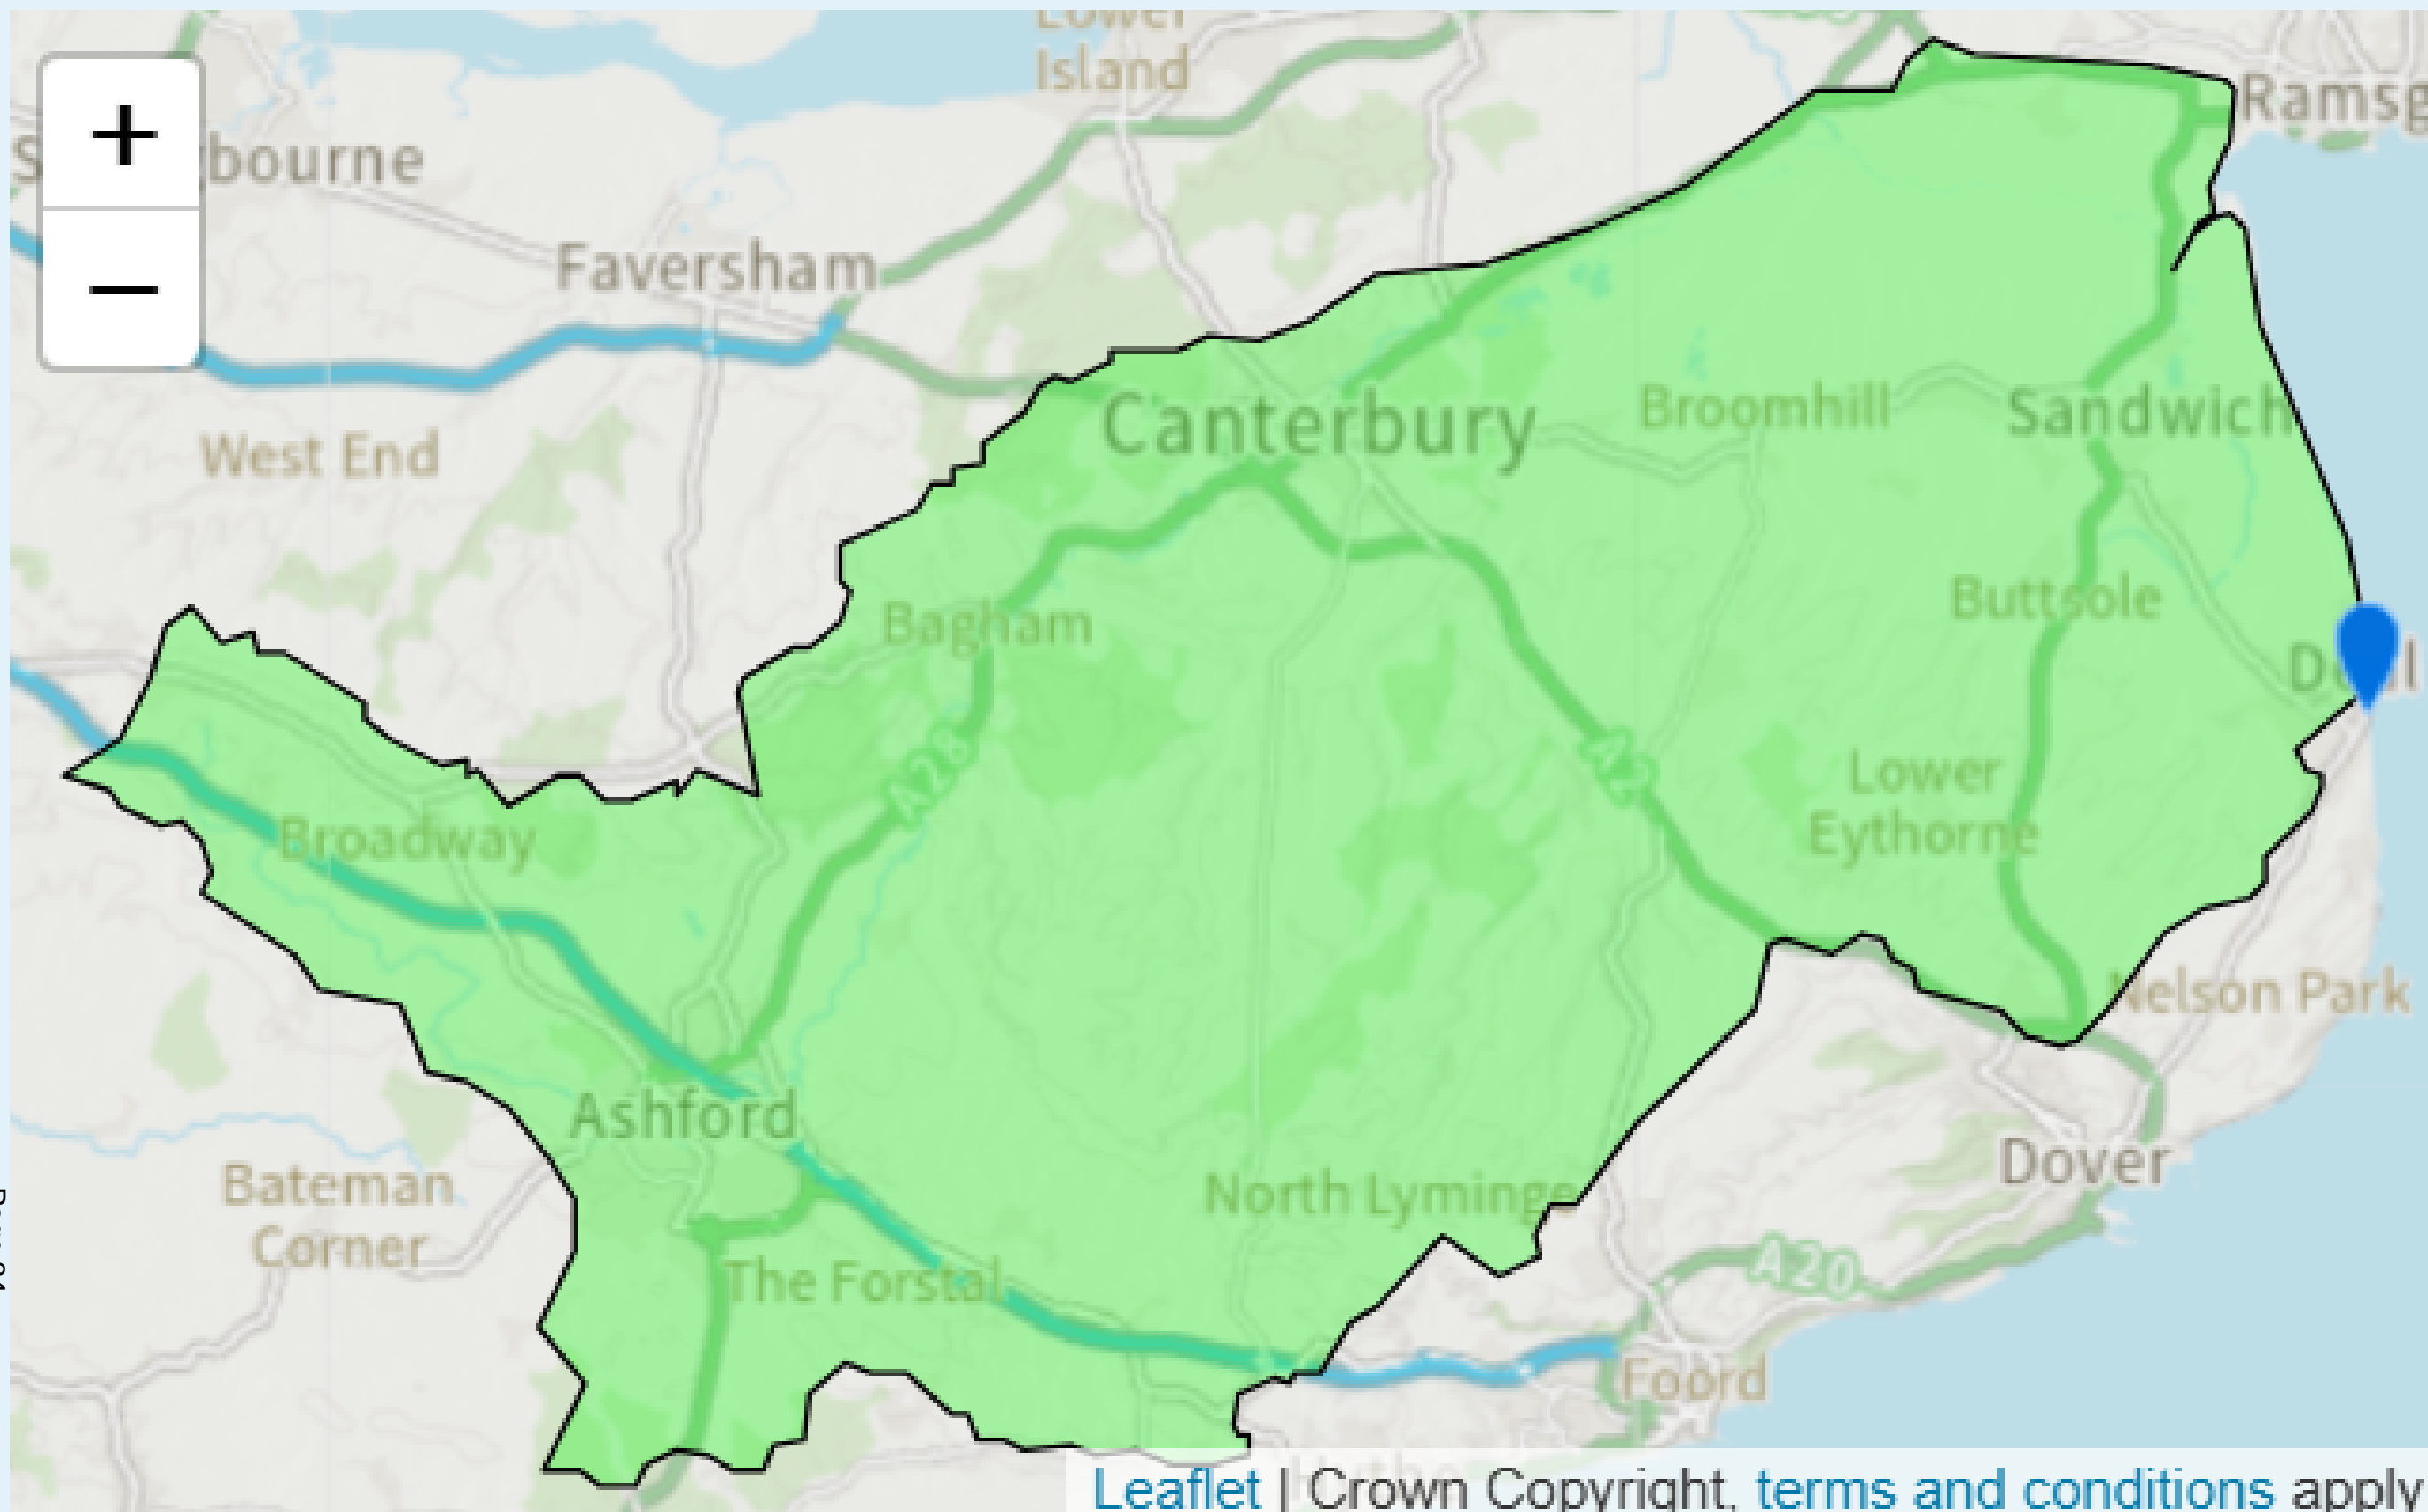 Lower
Island
Ramsg
bourne
Faversham
Canterbury
Broomhill
Sandwich
West End
Buttsole
Bagham
A28
A2
Lower
Eythorne
Broadway
Nelson Park
Ashford
Dover
Bateman
Corner
North Lyminge
The Forstal
A20
Foord
Leaflet | Crown Copyright, terms and conditions apply